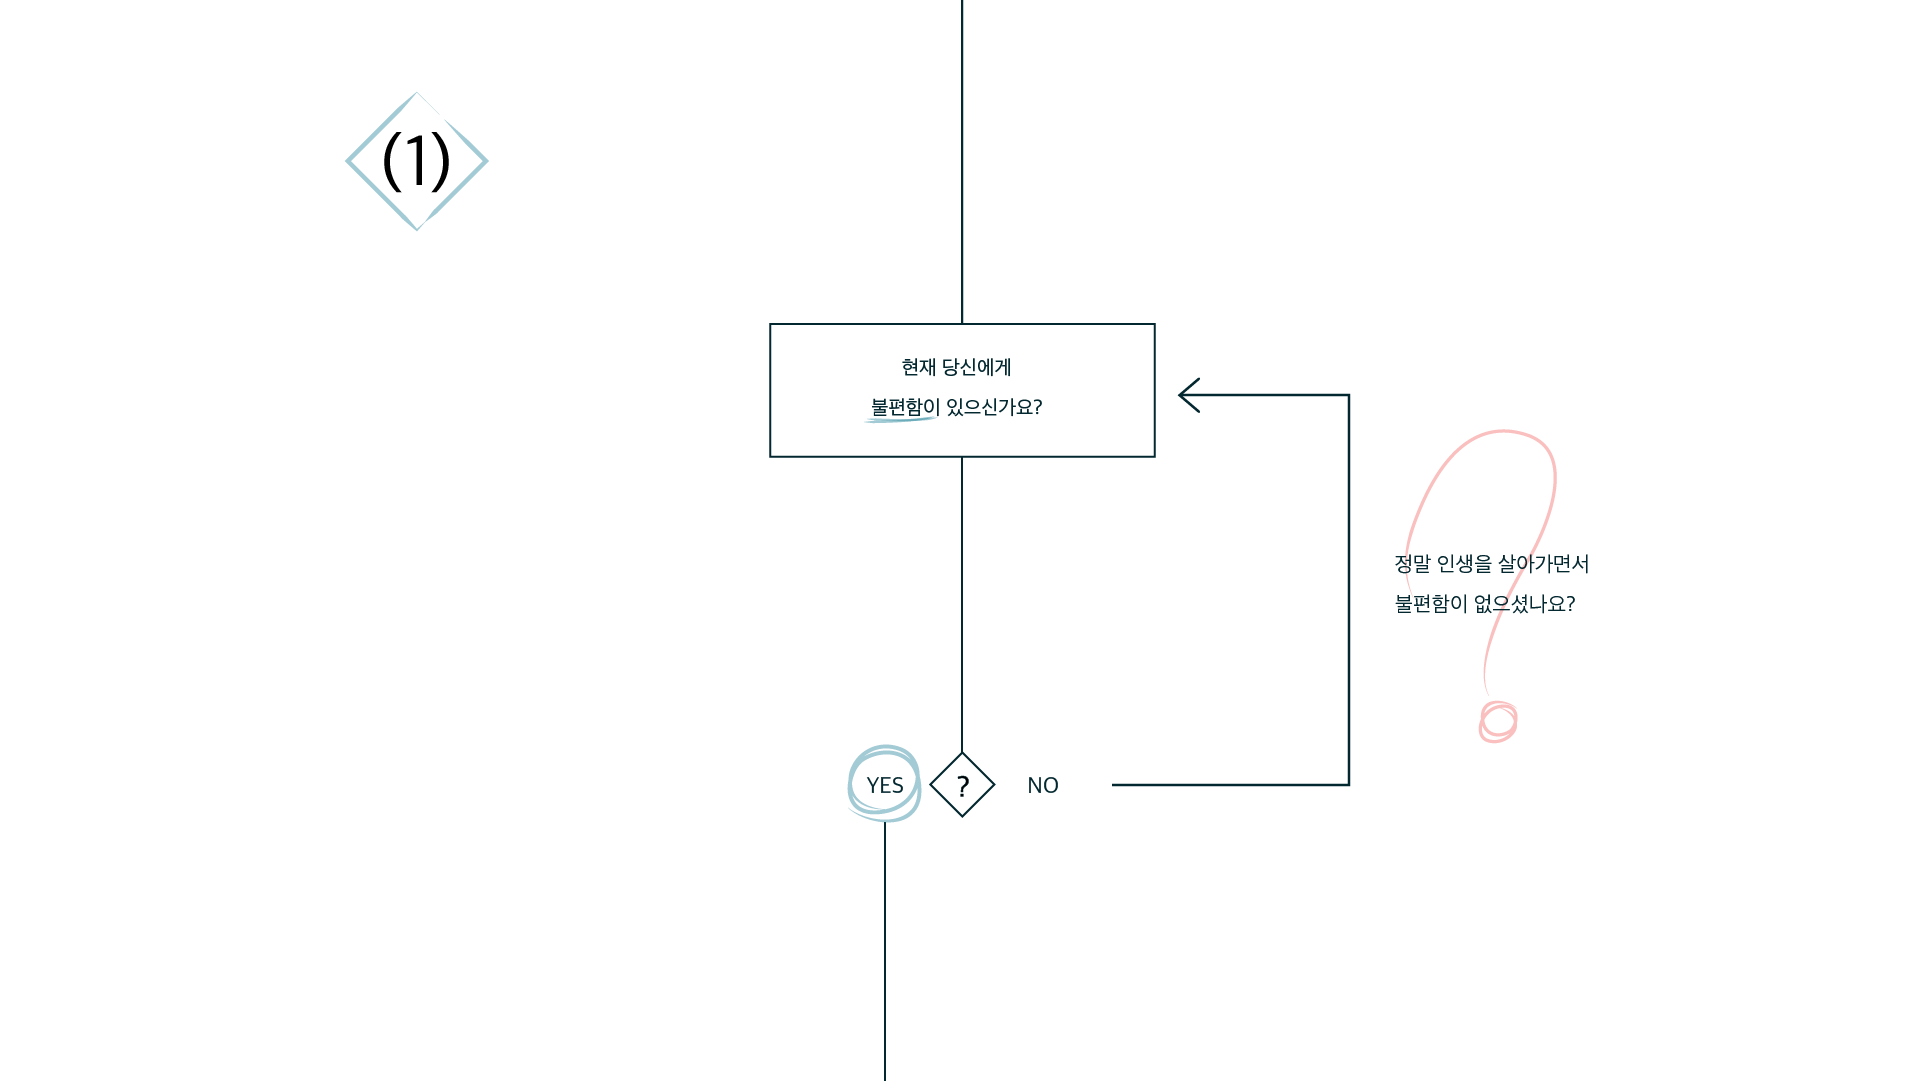 (1)
현재 당신에게
불편함이 있으신가요?
정말 인생을 살아가면서
불편함이 없으셨나요?
YES
?
NO